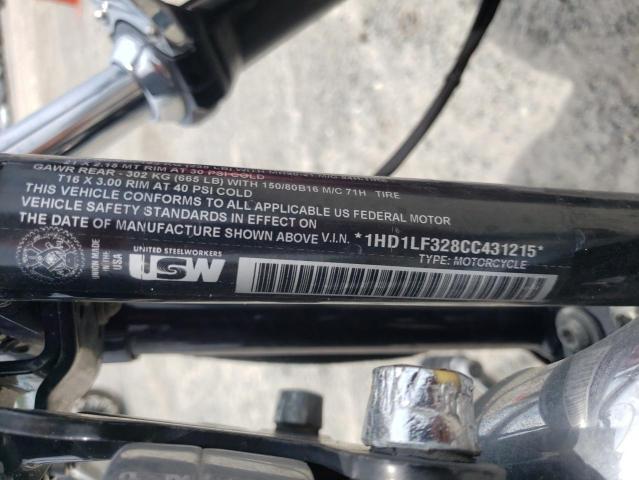 GAWR REAR - 302 KG (665 LB) WITH 150/80B16 M/C 71H TIRE
T16 X 3.00 RIM AT 40 PSI COLD
THIS VEHICLE CONFORMS TO ALL APPLICABLE US FEDERAL MOTOR
VEHICLE SAFETY STANDARDS IN EFFECT ON
THE DATE OF MANUFACTURE SHOWN ABOVE V.I.N. *1HD1LF328CC431215*
TYPE: MOTORCYCLE
UNION MADE
IN THE
USA
UNITED STEELWORKERS
USW